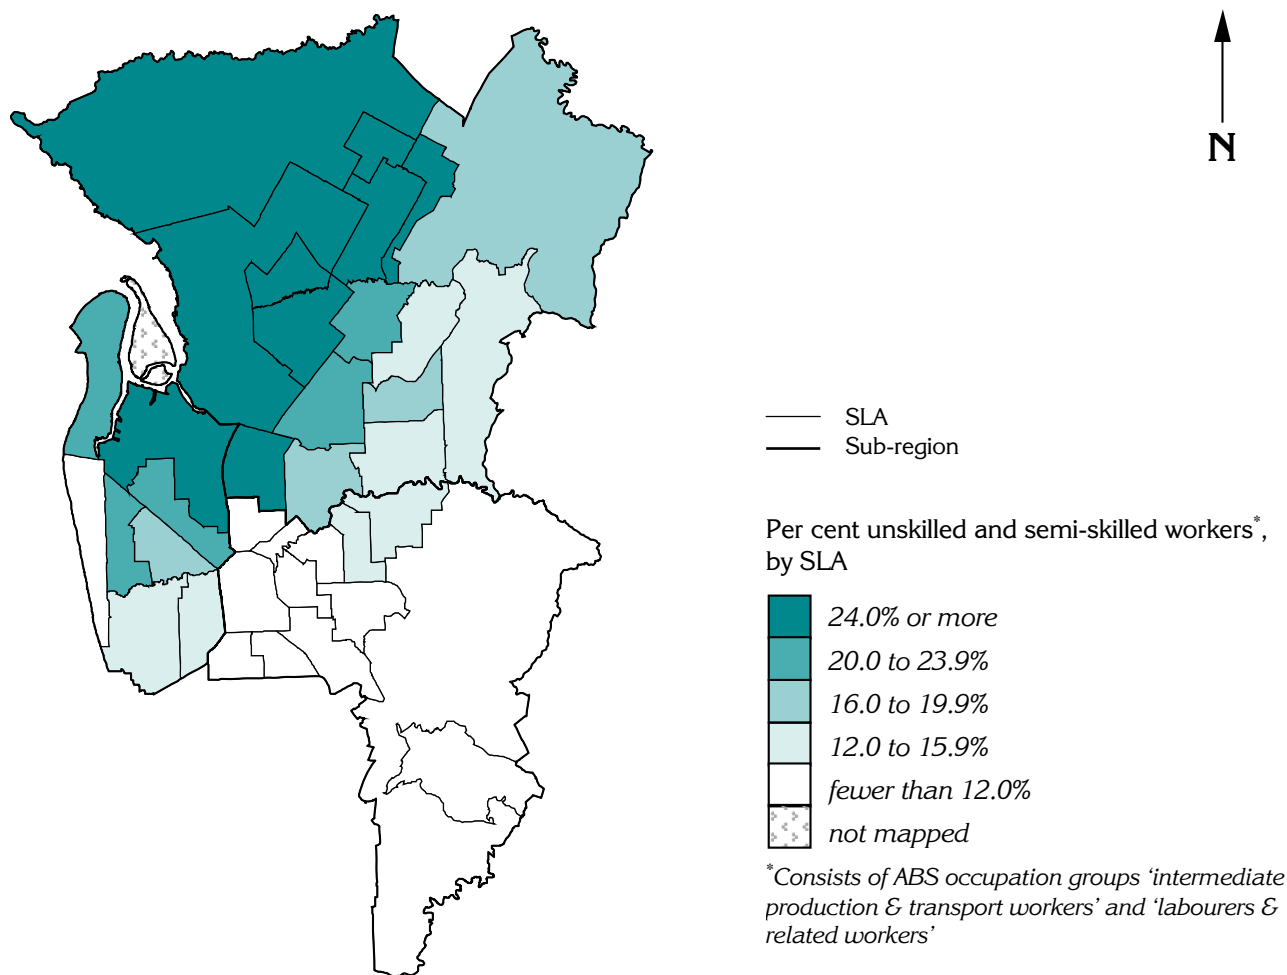 N
SLA
Sub-region
Per cent unskilled and semi-skilled workers*,
by SLA
24.0% or more
20.0 to 23.9%
16.0 to 19.9%
12.0 to 15.9%
fewer than 12.0%
not mapped
*Consists of ABS occupation groups ‘intermediate
production & transport workers’ and ‘labourers &
related workers’